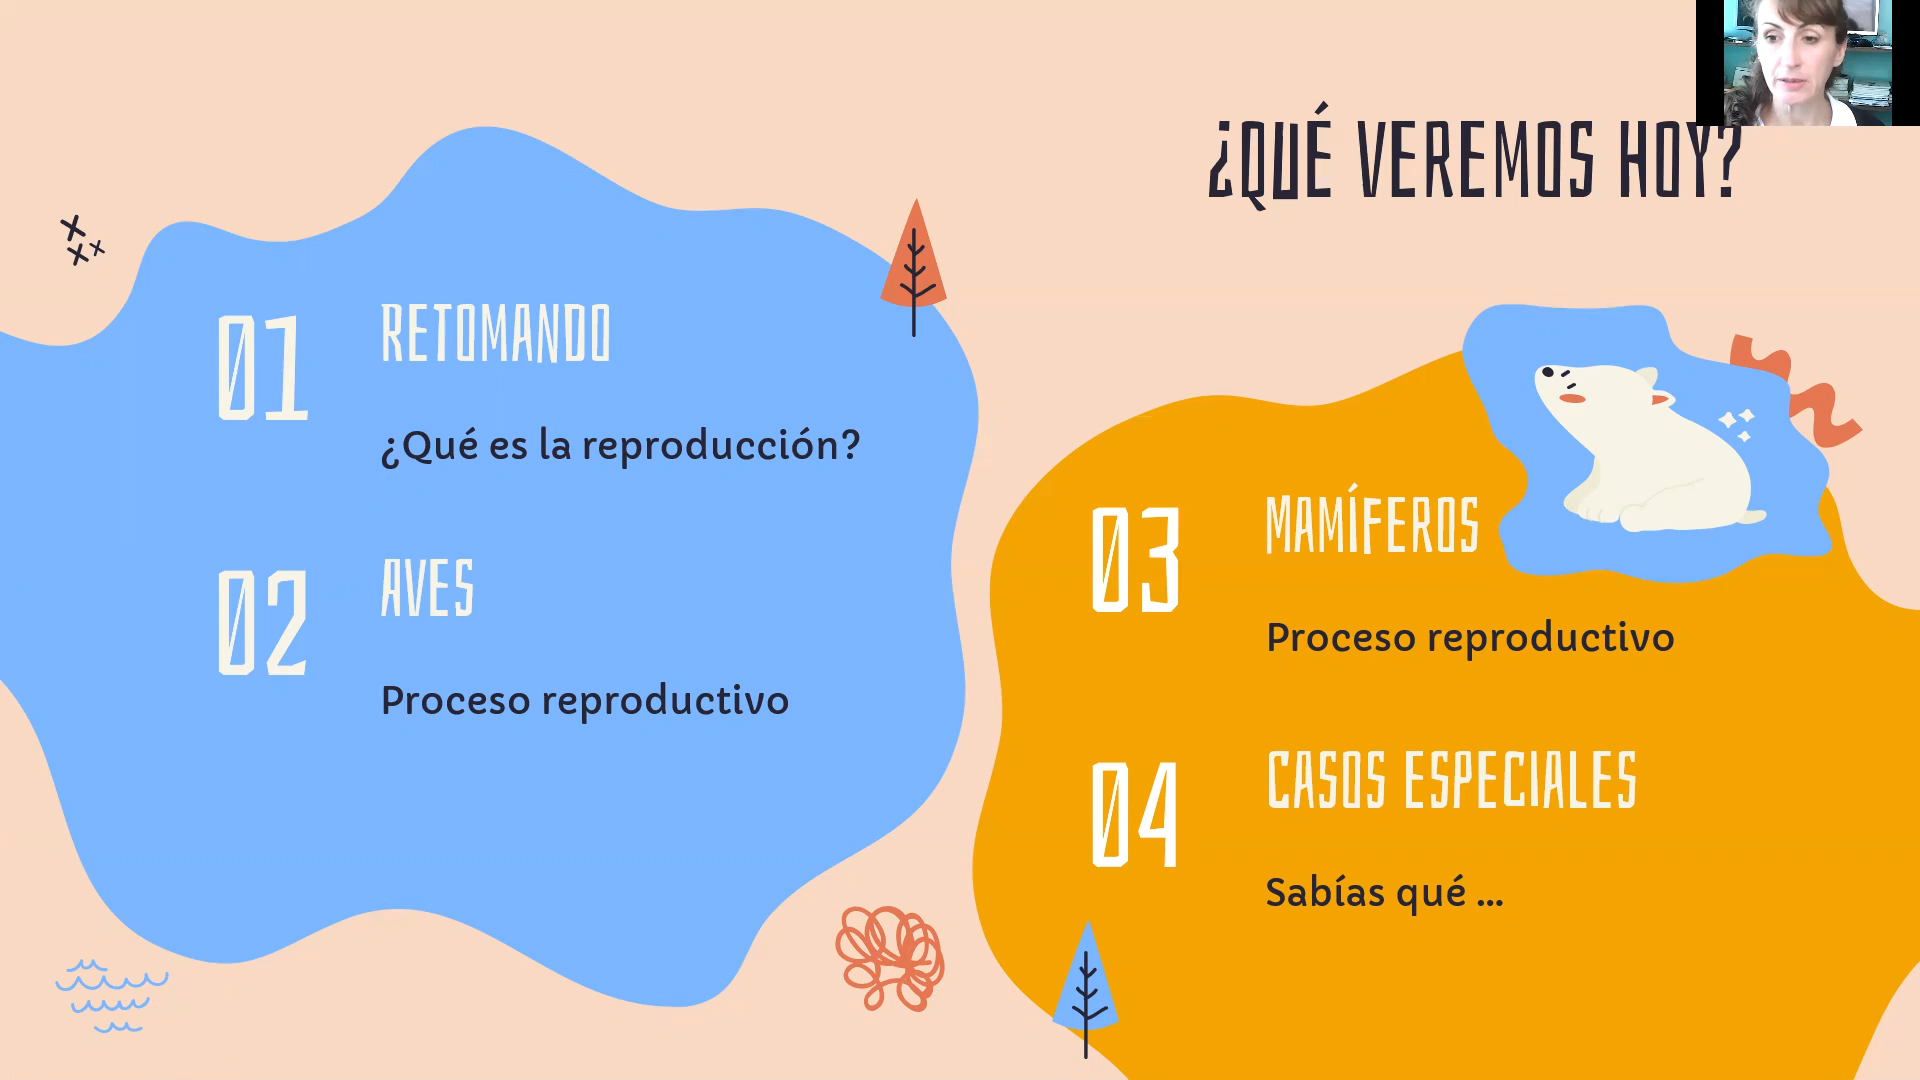 ¿QUÉ VEREMOS HOY?
01
RETOMANDO
¿Qué es la reproducción?
02
AVES
Proceso reproductivo
03
MAMÍFEROS
Proceso reproductivo
04
CASOS ESPECIALES
Sabías qué ...